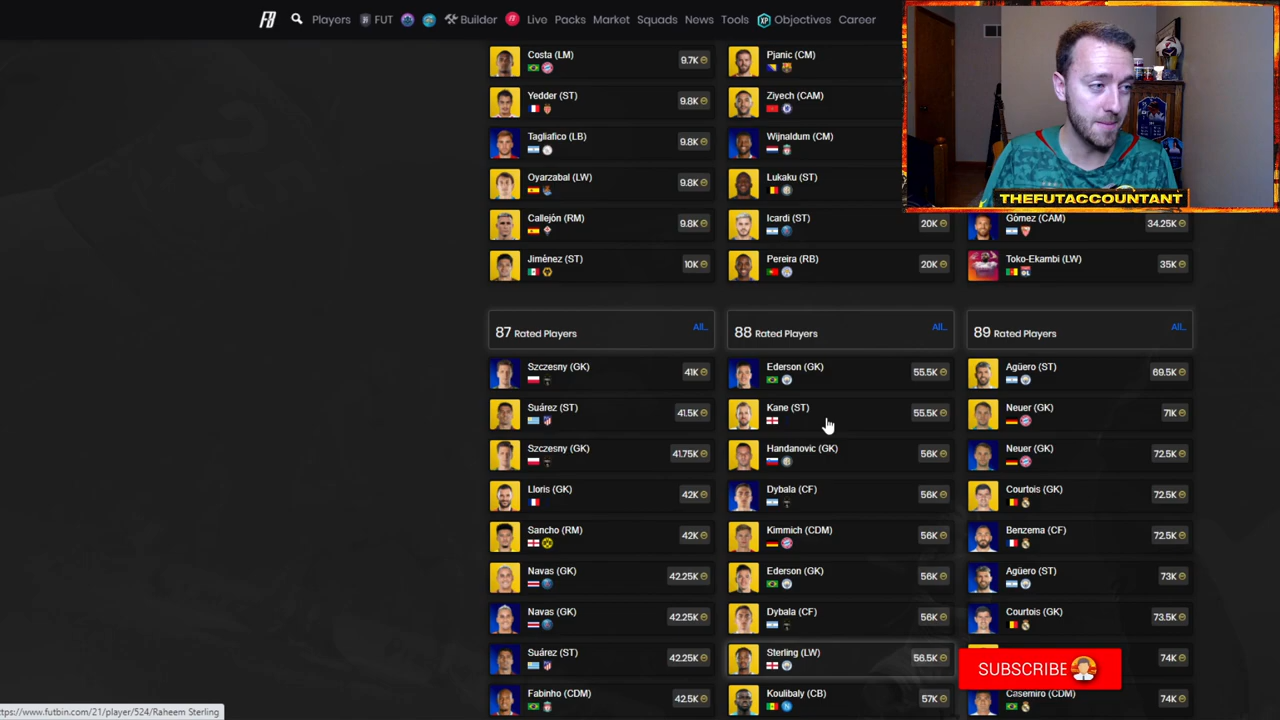 FB Players FUT Builder Live Packs Market Squads News Tools XP Objectives Career
Costa (LM) 9.7K
Yedder (ST) 9.8K
Tagliafico (LB) 9.8K
Oyarzabal (LW) 9.8K
Callejón (RM) 9.8K
Jiménez (ST) 10K
Pjanic (CM)
Ziyech (CAM)
Wijnaldum (CM)
Lukaku (ST)
Icardi (ST) 20K
Pereira (RB) 20K
THEFUTACCOUNTANT
Gómez (CAM) 34.25K
Toko-Ekambi (LW) 35K
87 Rated Players All..
Szczesny (GK) 41K
Suárez (ST) 41.5K
Szczesny (GK) 41.75K
Lloris (GK) 42K
Sancho (RM) 42K
Navas (GK) 42.25K
Navas (GK) 42.25K
Suárez (ST) 42.25K
Fabinho (CDM) 42.5K
88 Rated Players All..
Ederson (GK) 55.5K
Kane (ST) 55.5K
Handanovic (GK) 56K
Dybala (CF) 56K
Kimmich (CDM) 56K
Ederson (GK) 56K
Dybala (CF) 56K
Sterling (LW) 56.5K
Koulibaly (CB) 57K
89 Rated Players All..
Agüero (ST) 69.5K
Neuer (GK) 71K
Neuer (GK) 72.5K
Courtois (GK) 72.5K
Benzema (CF) 72.5K
Agüero (ST) 73K
Courtois (GK) 73.5K
74K
Casemiro (CDM) 74K
SUBSCRIBE
ttps://www.futbin.com/21/player/524/Raheem Sterling